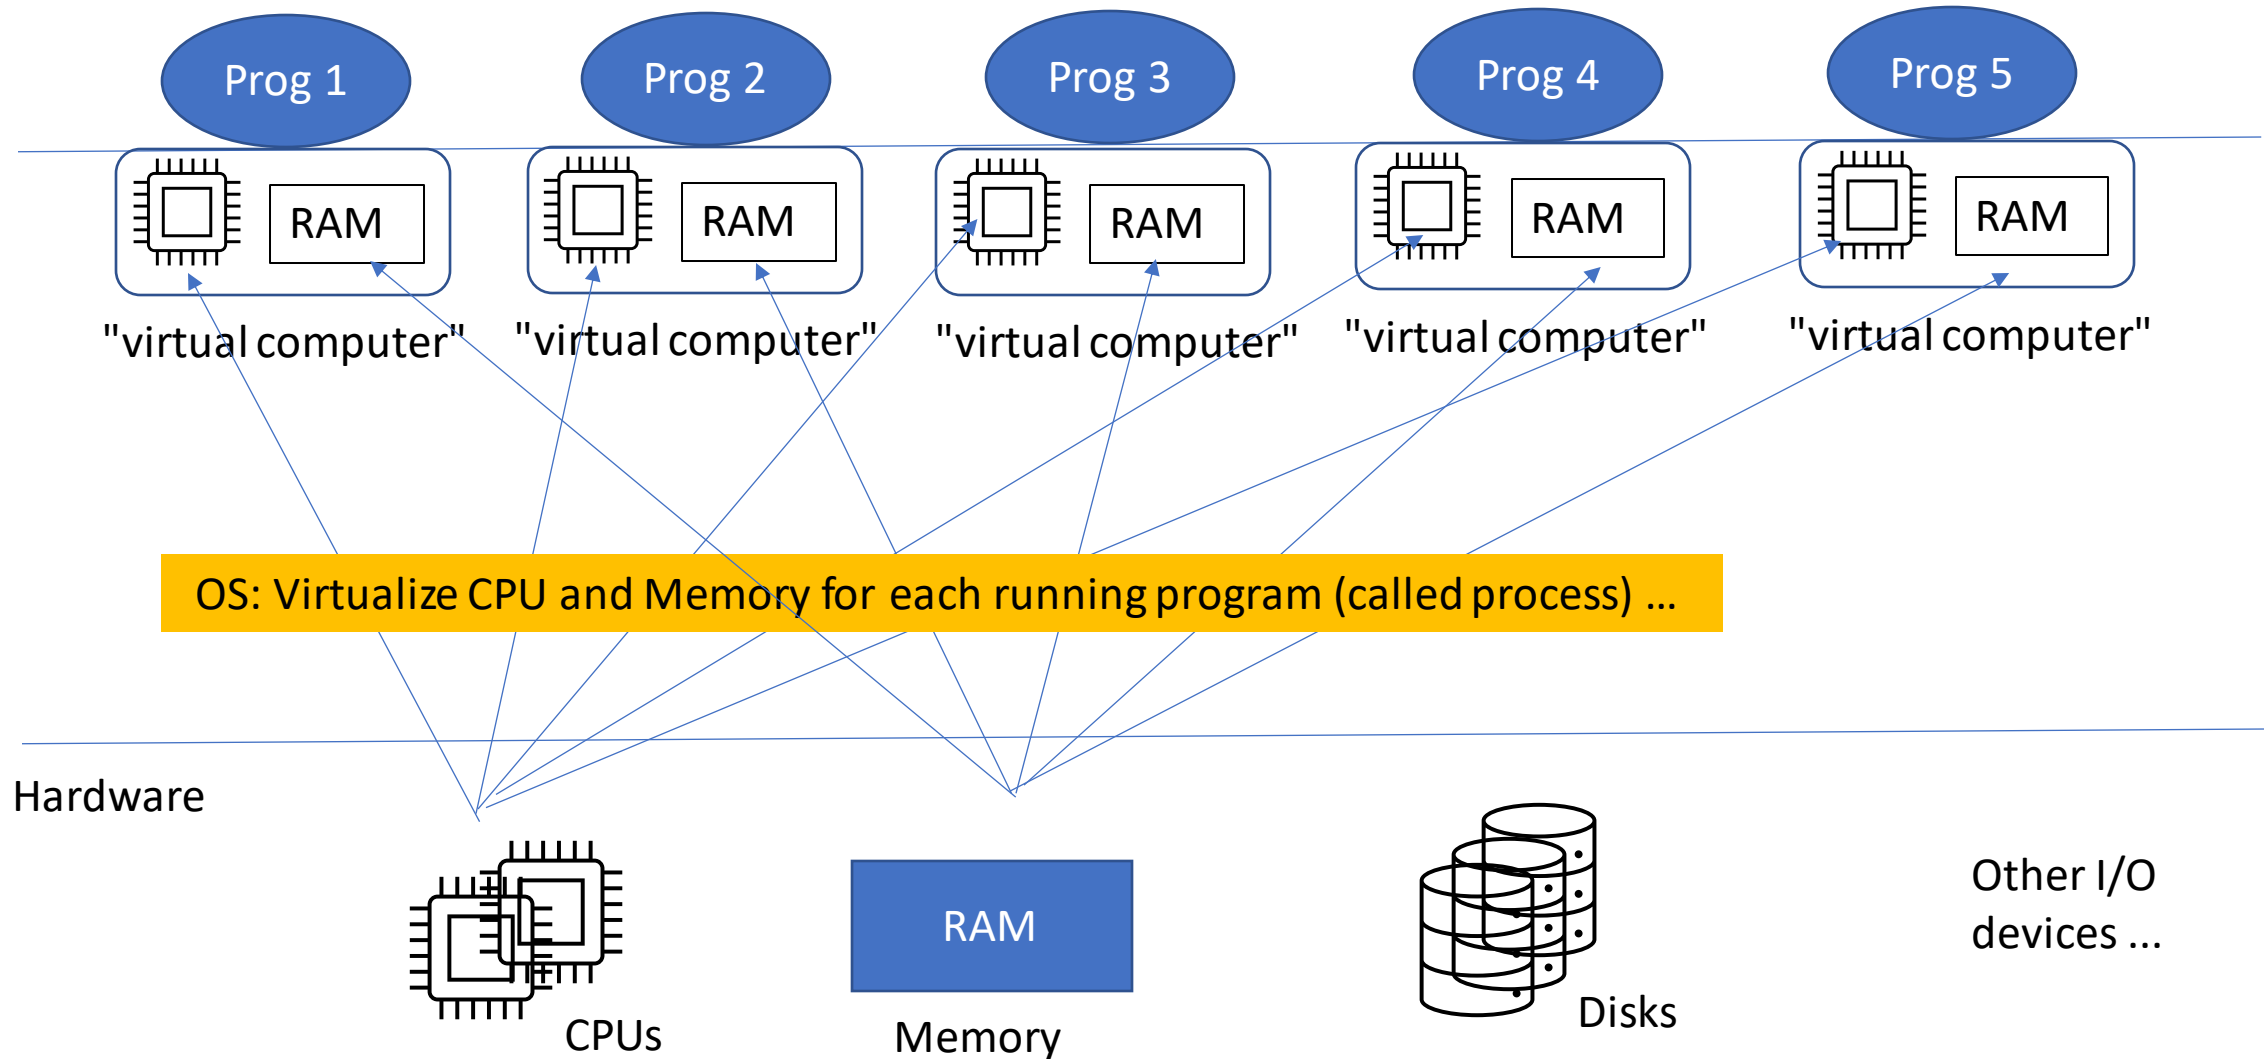 Prog 1
Prog 2
Prog 3
Prog 4
Prog 5
RAM
RAM
RAM
RAM
RAM
"virtual computer"
"virtual computer"
"virtual computer"
"virtual computer"
"virtual computer"
OS: Virtualize CPU and Memory for each running program (called process) ...
Hardware
RAM
Other I/O
devices ...
CPUs
Memory
Disks